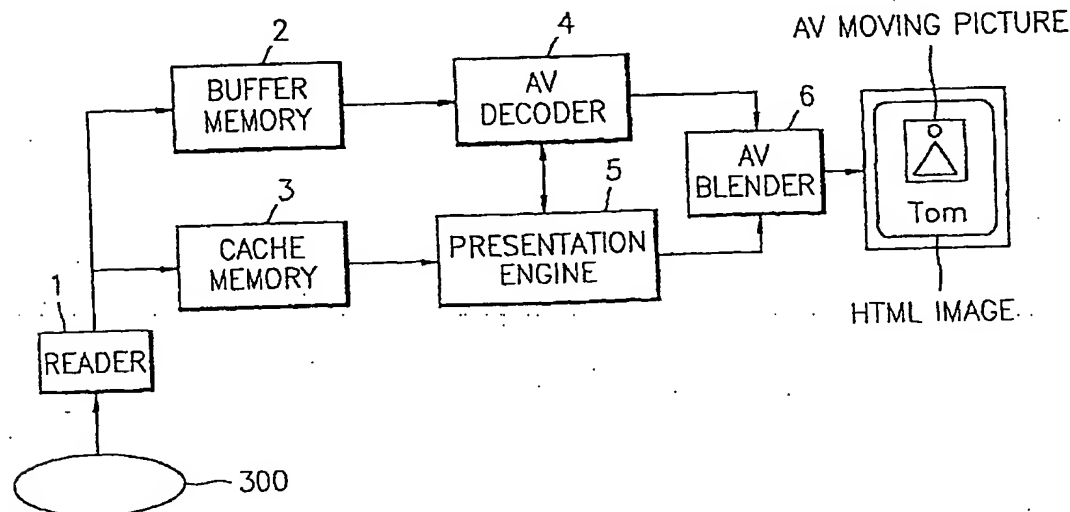 AV MOVING PICTURE
2
BUFFER
MEMORY
4
AV
DECODER
6
AV
BLENDER
Tom
HTML IMAGE
3
CACHE
MEMORY
5
PRESENTATION
ENGINE
1
READER
300